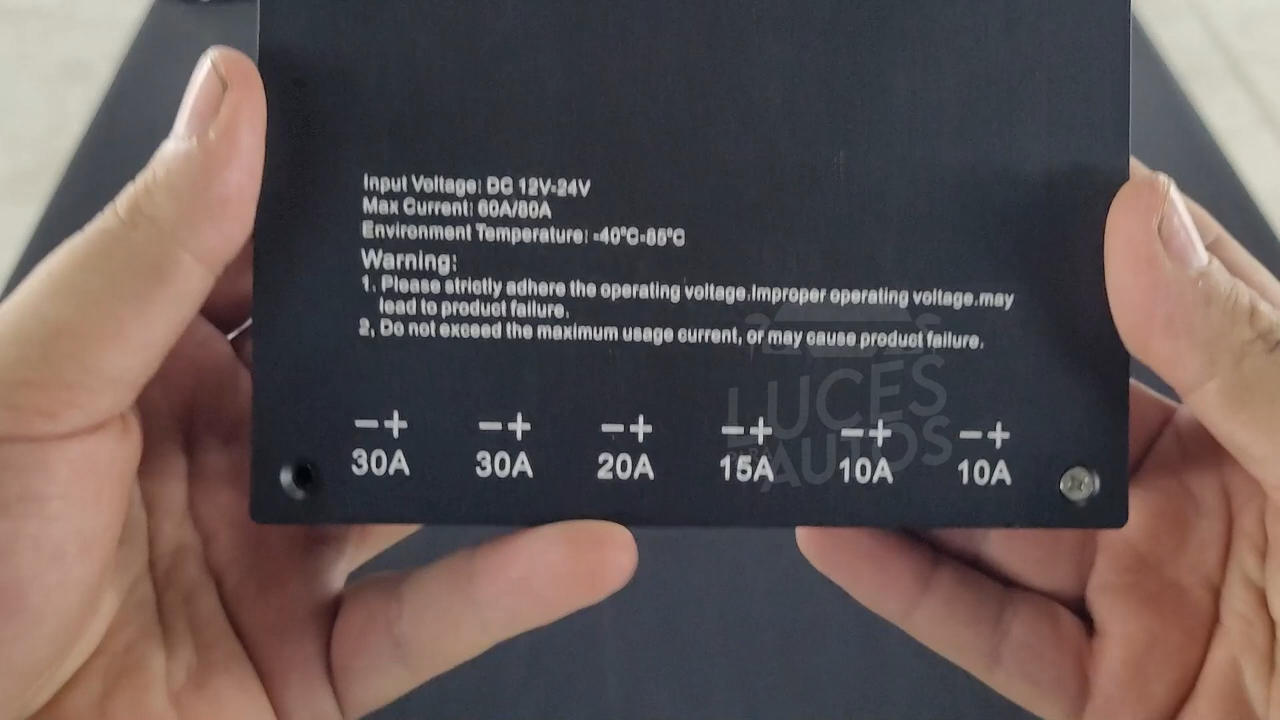 Input Voltage: DC 12V-24V
Max Current: 60A/80A
Environment Temperature: -40°C-85°C
Warning:
1. Please strictly adhere the operating voltage.Improper operating voltage.may
lead to product failure.
2, Do not exceed the maximum usage current, or may cause product failure.
LUCES
AUTOS
-+ -+ -+ -+ -+ -+
30A 30A 20A 15A 10A 10A